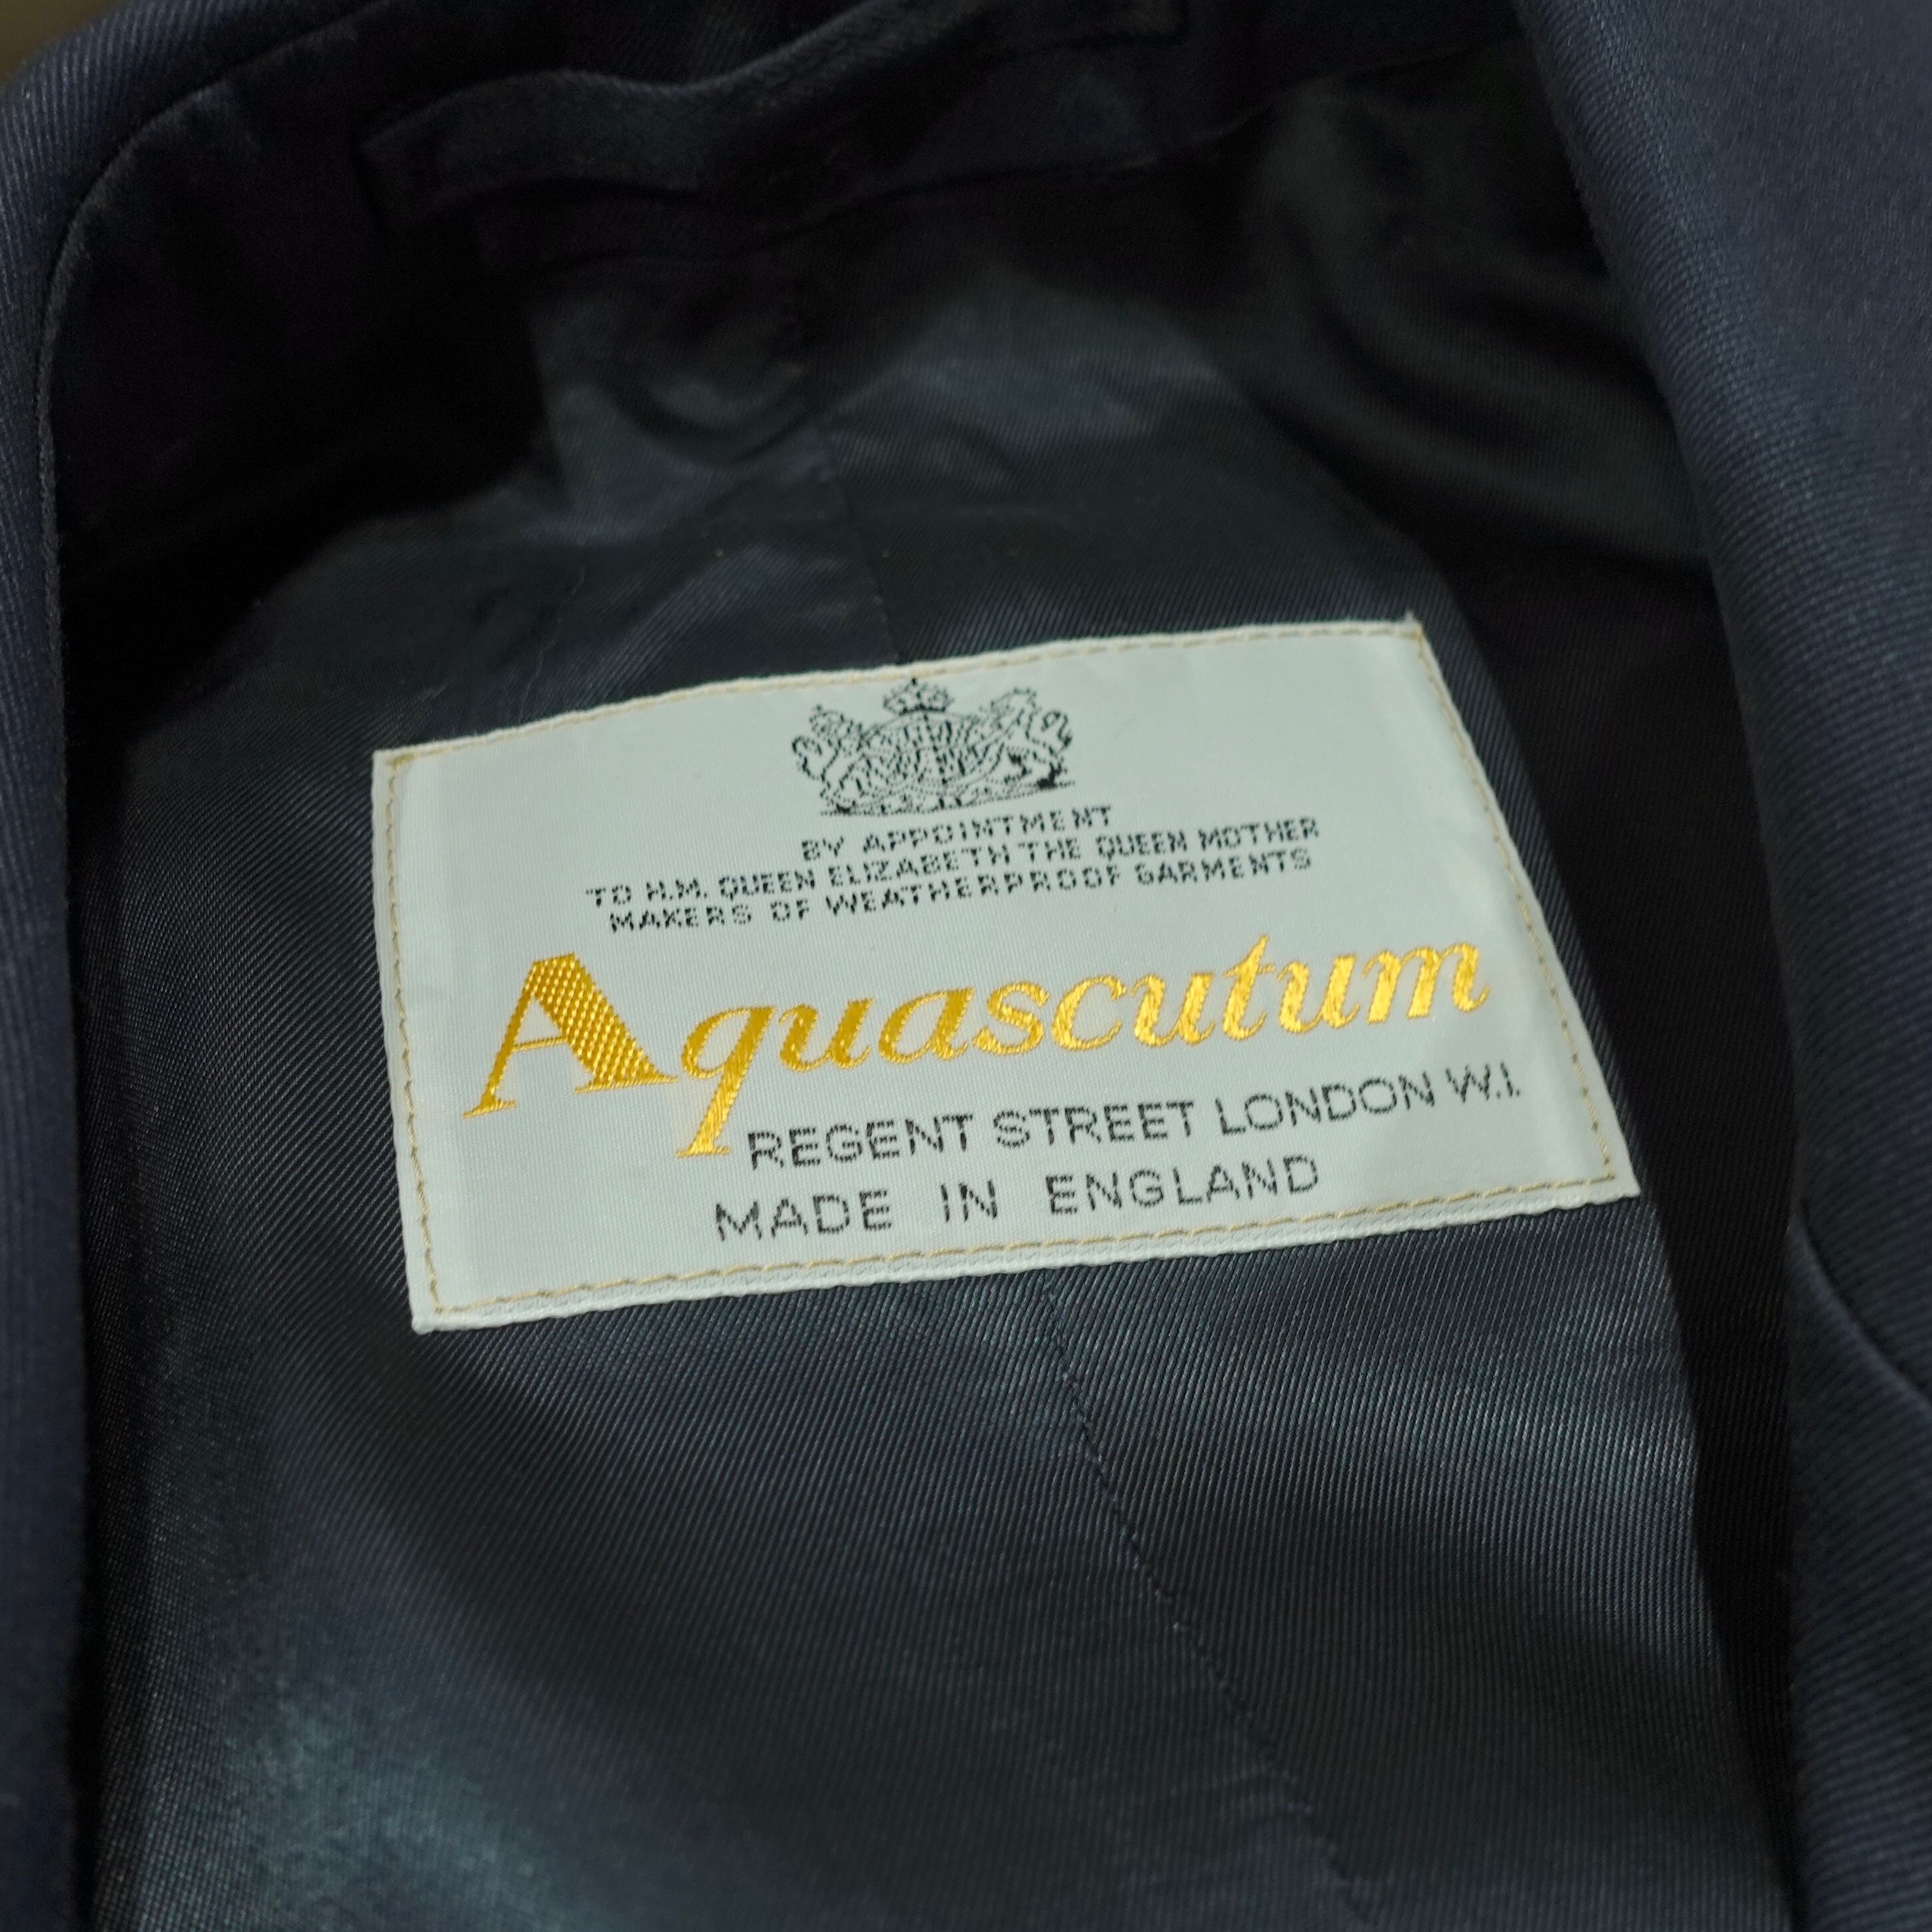 BY APPOINTMENT
TO H.M. QUEEN ELIZABETH THE QUEEN MOTHER
MAKERS OF WEATHERPROOF GARMENTS
Aquascutum
REGENT STREET LONDON W.I.
MADE IN ENGLAND